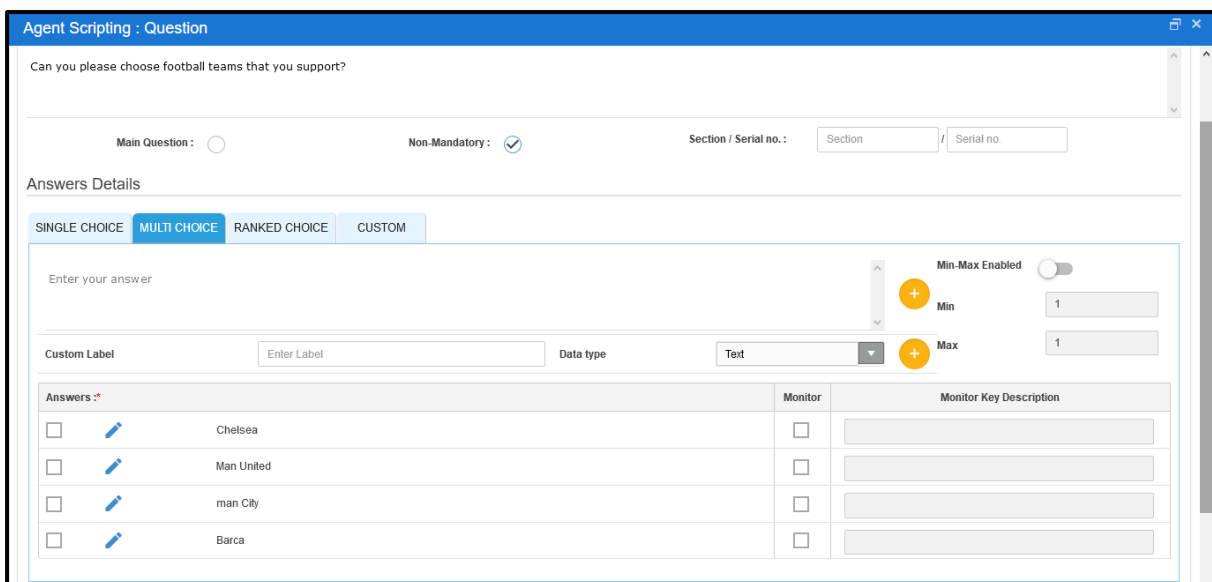 Agent Scripting : Question
Can you please choose football teams that you support?
Main Question : Non-Mandatory : Section / Serial no. : Section / Serial no.
Answers Details
SINGLE CHOICE MULTI CHOICE RANKED CHOICE CUSTOM
Enter your answer Min-Max Enabled
Min 1
Custom Label Enter Label Data type Text Max 1
Answers :* Monitor Monitor Key Description
Chelsea
Man United
man City
Barca